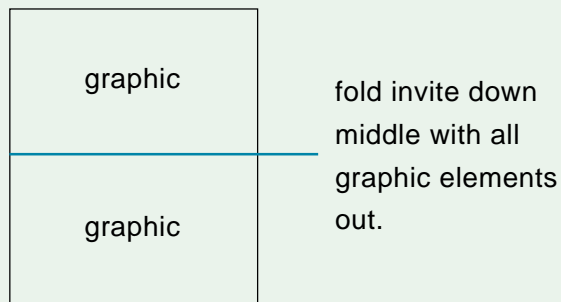 graphic
fold invite down
middle with all
graphic elements
out.
graphic